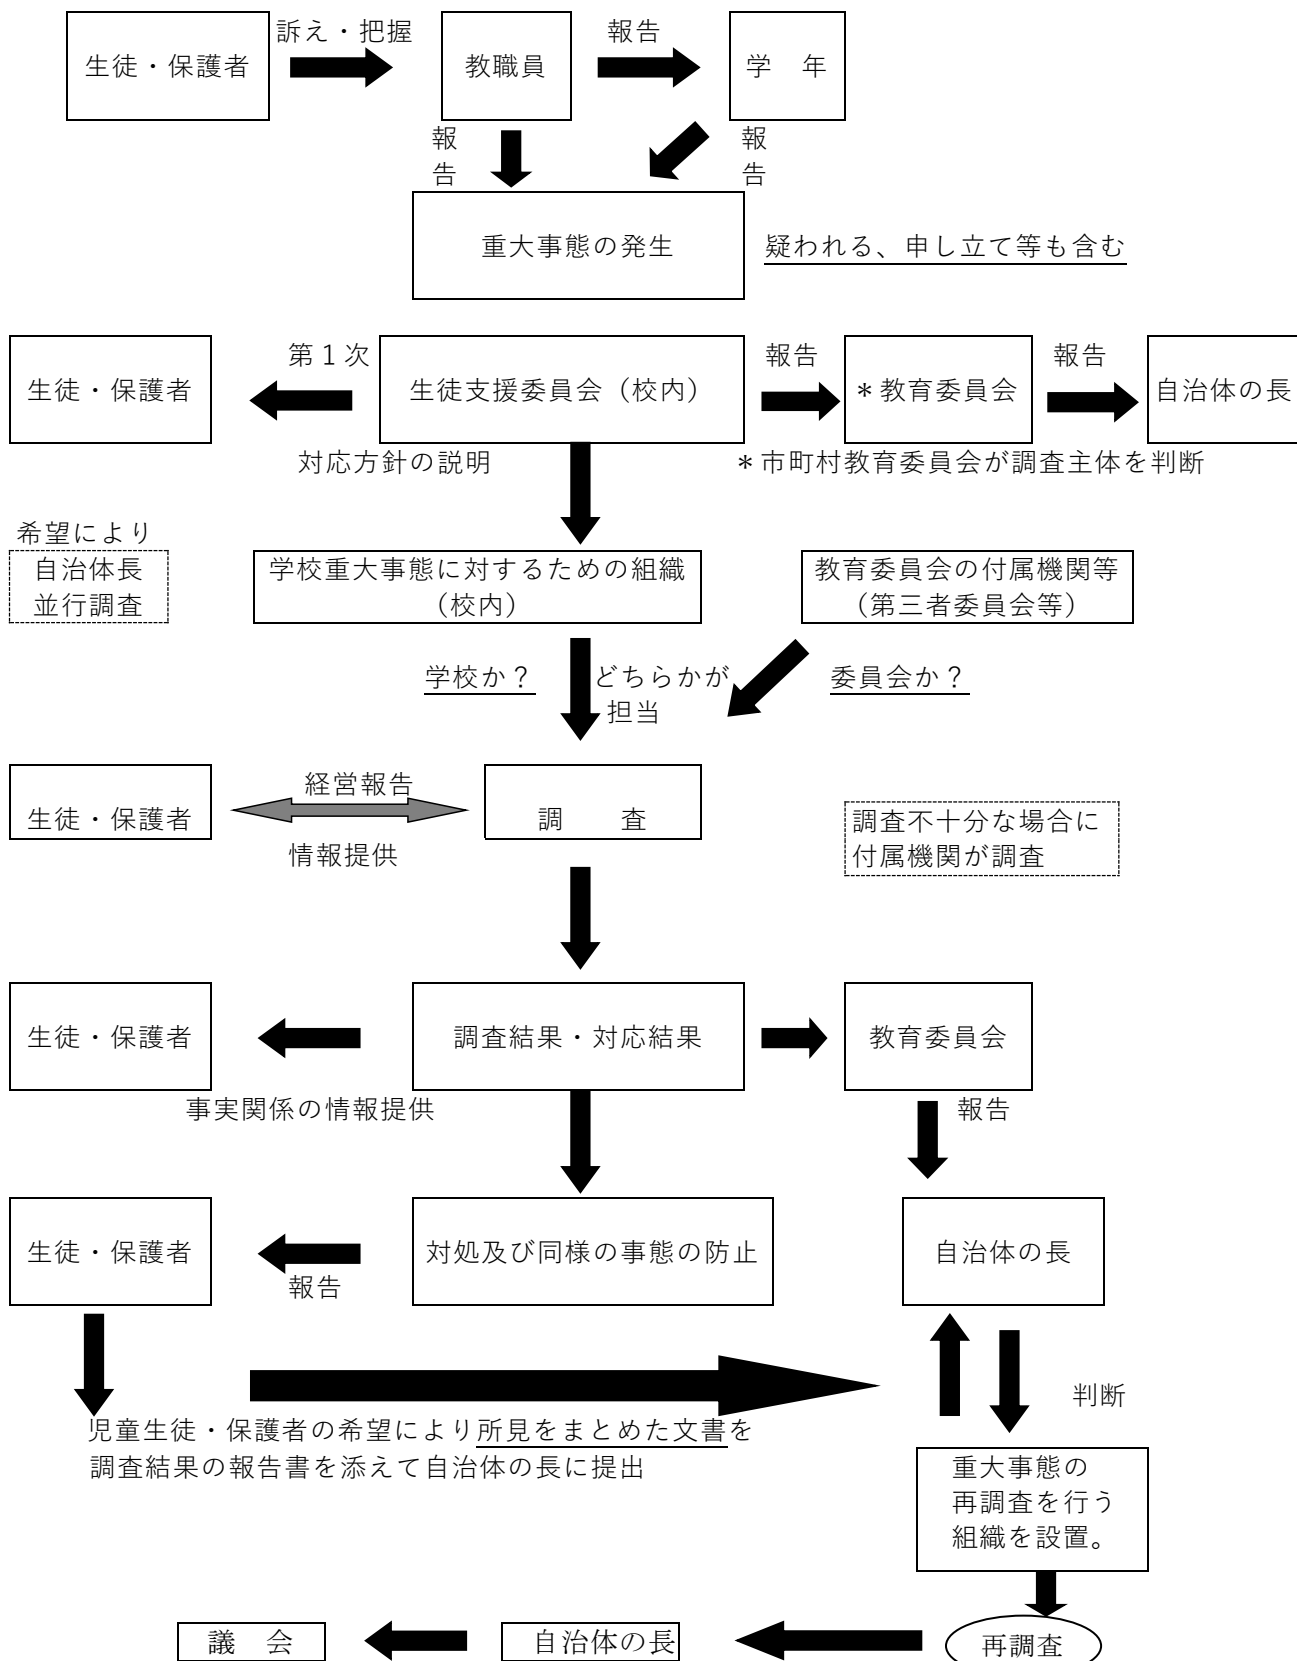 訴え・把握
報告
生徒・保護者
教職員
学　年
報告
報告
重大事態の発生
疑われる、申し立て等も含む
第１次
報告
報告
生徒・保護者
生徒支援委員会（校内）
＊教育委員会
自治体の長
対応方針の説明
＊市町村教育委員会が調査主体を判断
希望により
自治体長
並行調査
学校重大事態に対するための組織
（校内）
教育委員会の付属機関等
（第三者委員会等）
学校か？
どちらかが
担当
委員会か？
経営報告
生徒・保護者
調　　査
調査不十分な場合に
付属機関が調査
情報提供
生徒・保護者
調査結果・対応結果
教育委員会
事実関係の情報提供
報告
生徒・保護者
対処及び同様の事態の防止
自治体の長
報告
判断
児童生徒・保護者の希望により所見をまとめた文書を
調査結果の報告書を添えて自治体の長に提出
重大事態の
再調査を行う
組織を設置。
議　会
自治体の長
再調査